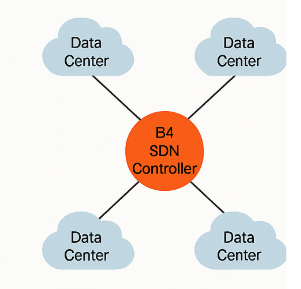 Data
Center
Data
Center
B4
SDN
Controller
Data
Center
Data
Center